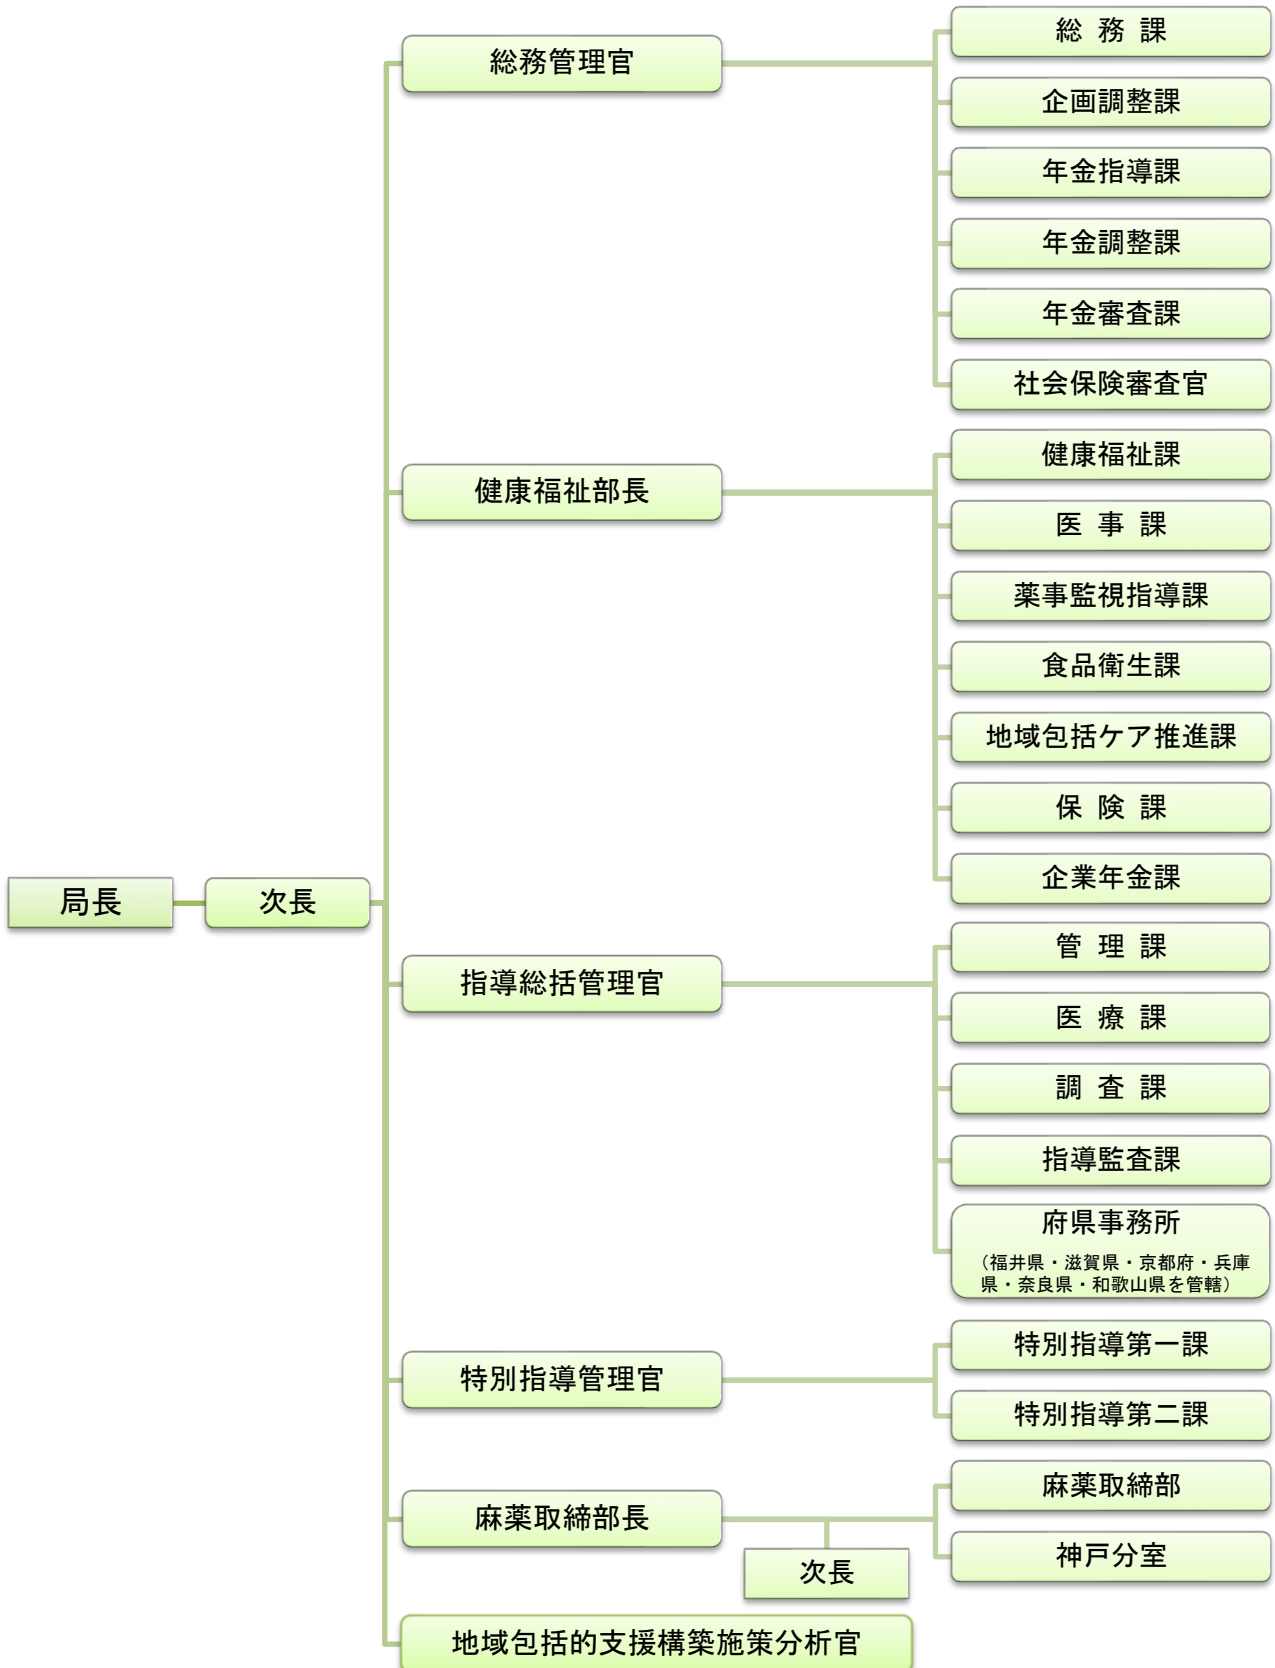 局長
次長
総務管理官
総 務 課
企画調整課
年金指導課
年金調整課
年金審査課
社会保険審査官
健康福祉部長
健康福祉課
医 事 課
薬事監視指導課
食品衛生課
地域包括ケア推進課
保 険 課
企業年金課
指導総括管理官
管 理 課
医 療 課
調 査 課
指導監査課
府県事務所
（福井県・滋賀県・京都府・兵庫
県・奈良県・和歌山県を管轄）
特別指導管理官
特別指導第一課
特別指導第二課
麻薬取締部長
次長
麻薬取締部
神戸分室
地域包括的支援構築施策分析官